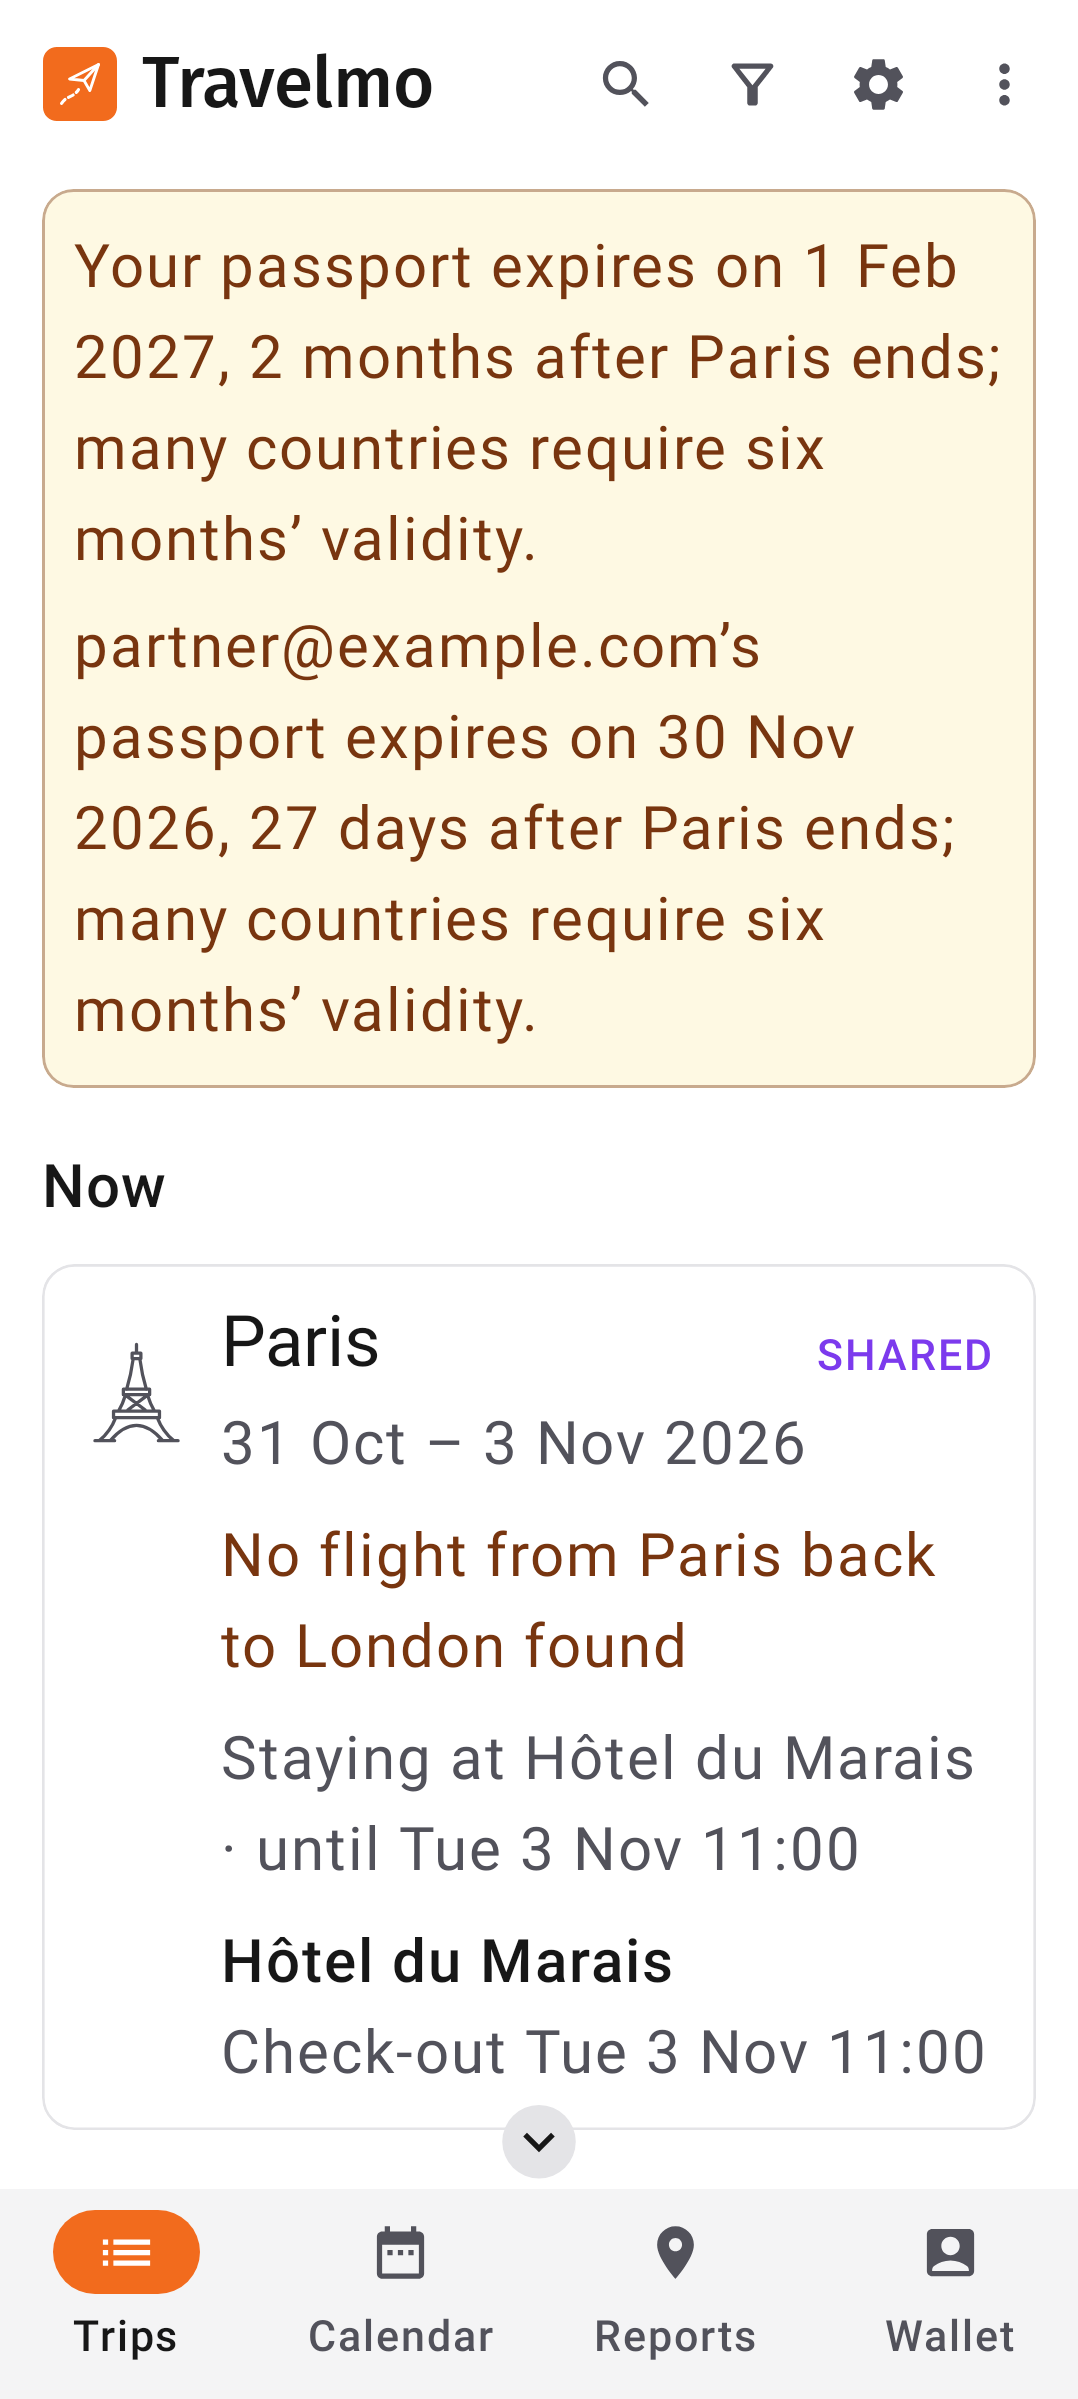 Travelmo
Your passport expires on 1 Feb
2027, 2 months after Paris ends;
many countries require six
months’ validity.
partner@example.com’s
passport expires on 30 Nov
2026, 27 days after Paris ends;
many countries require six
months’ validity.
Now
Paris
SHARED
31 Oct – 3 Nov 2026
No flight from Paris back
to London found
Staying at Hôtel du Marais
· until Tue 3 Nov 11:00
Hôtel du Marais
Check-out Tue 3 Nov 11:00
Trips
Calendar
Reports
Wallet